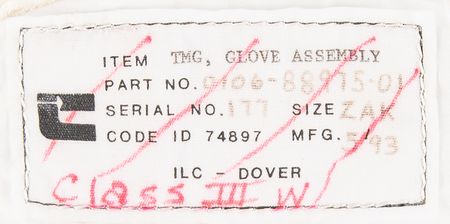 ITEM TMG, GLOVE ASSEMBLY
PART NO. 0106-88975-01
SERIAL NO. 177 SIZE ZAK
CODE ID 74897 MFG. 5/93
ILC - DOVER
Class III W